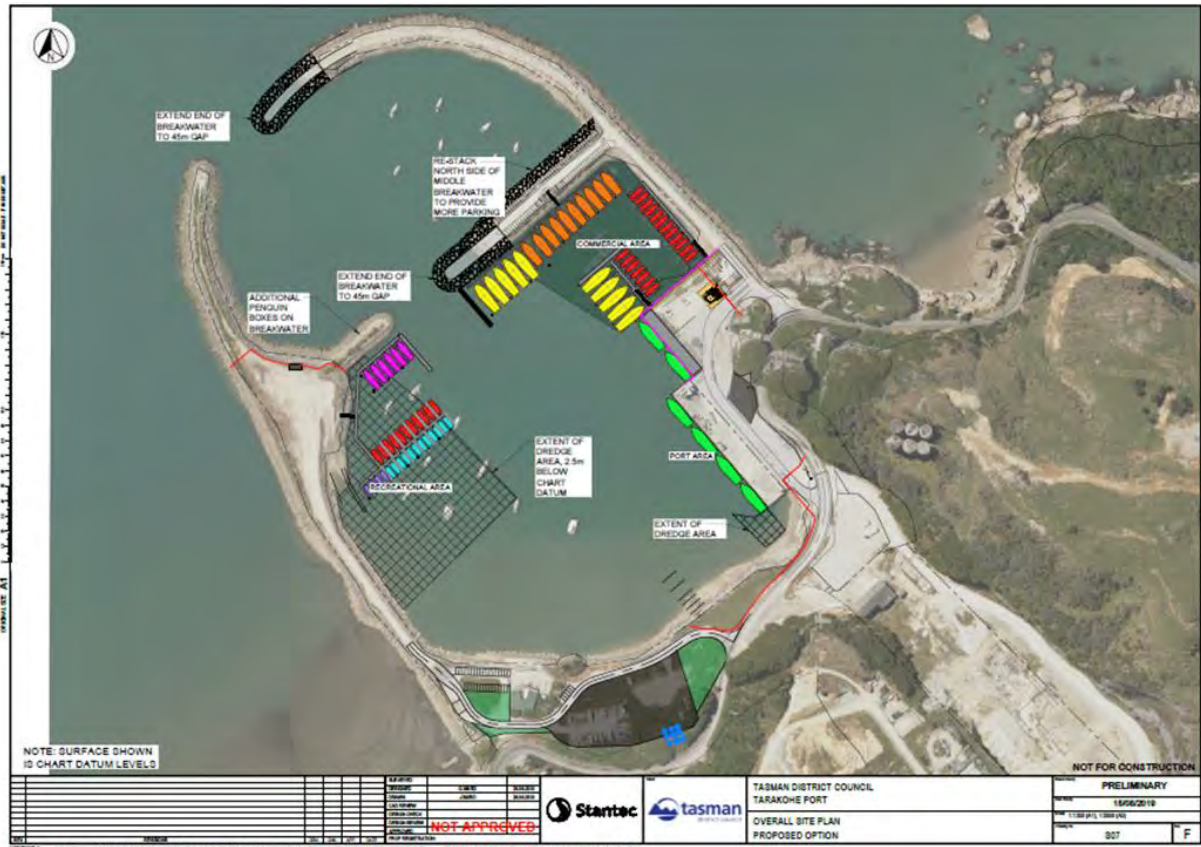 N
EXTEND END OF
BREAKWATER
TO 45m GAP
RE-STACK
NORTH SIDE OF
MIDDLE
BREAKWATER
TO PROVIDE
MORE PARKING
COMMERCIAL AREA
EXTEND END OF
BREAKWATER
TO 45m GAP
ADDITIONAL
PENGUIN
BOXES ON
BREAKWATER
EXTENT OF
DREDGE
AREA, 2.5m
BELOW
CHART
DATUM
PORT AREA
RECREATIONAL AREA
EXTENT OF
DREDGE AREA
NOTE: SURFACE SHOWN
IS CHART DATUM LEVELS
NOT FOR CONSTRUCTION
NOT APPROVED
Stantec
tasman
TASMAN DISTRICT COUNCIL
TARAKOHE PORT
OVERALL SITE PLAN
PROPOSED OPTION
PRELIMINARY
S07
F